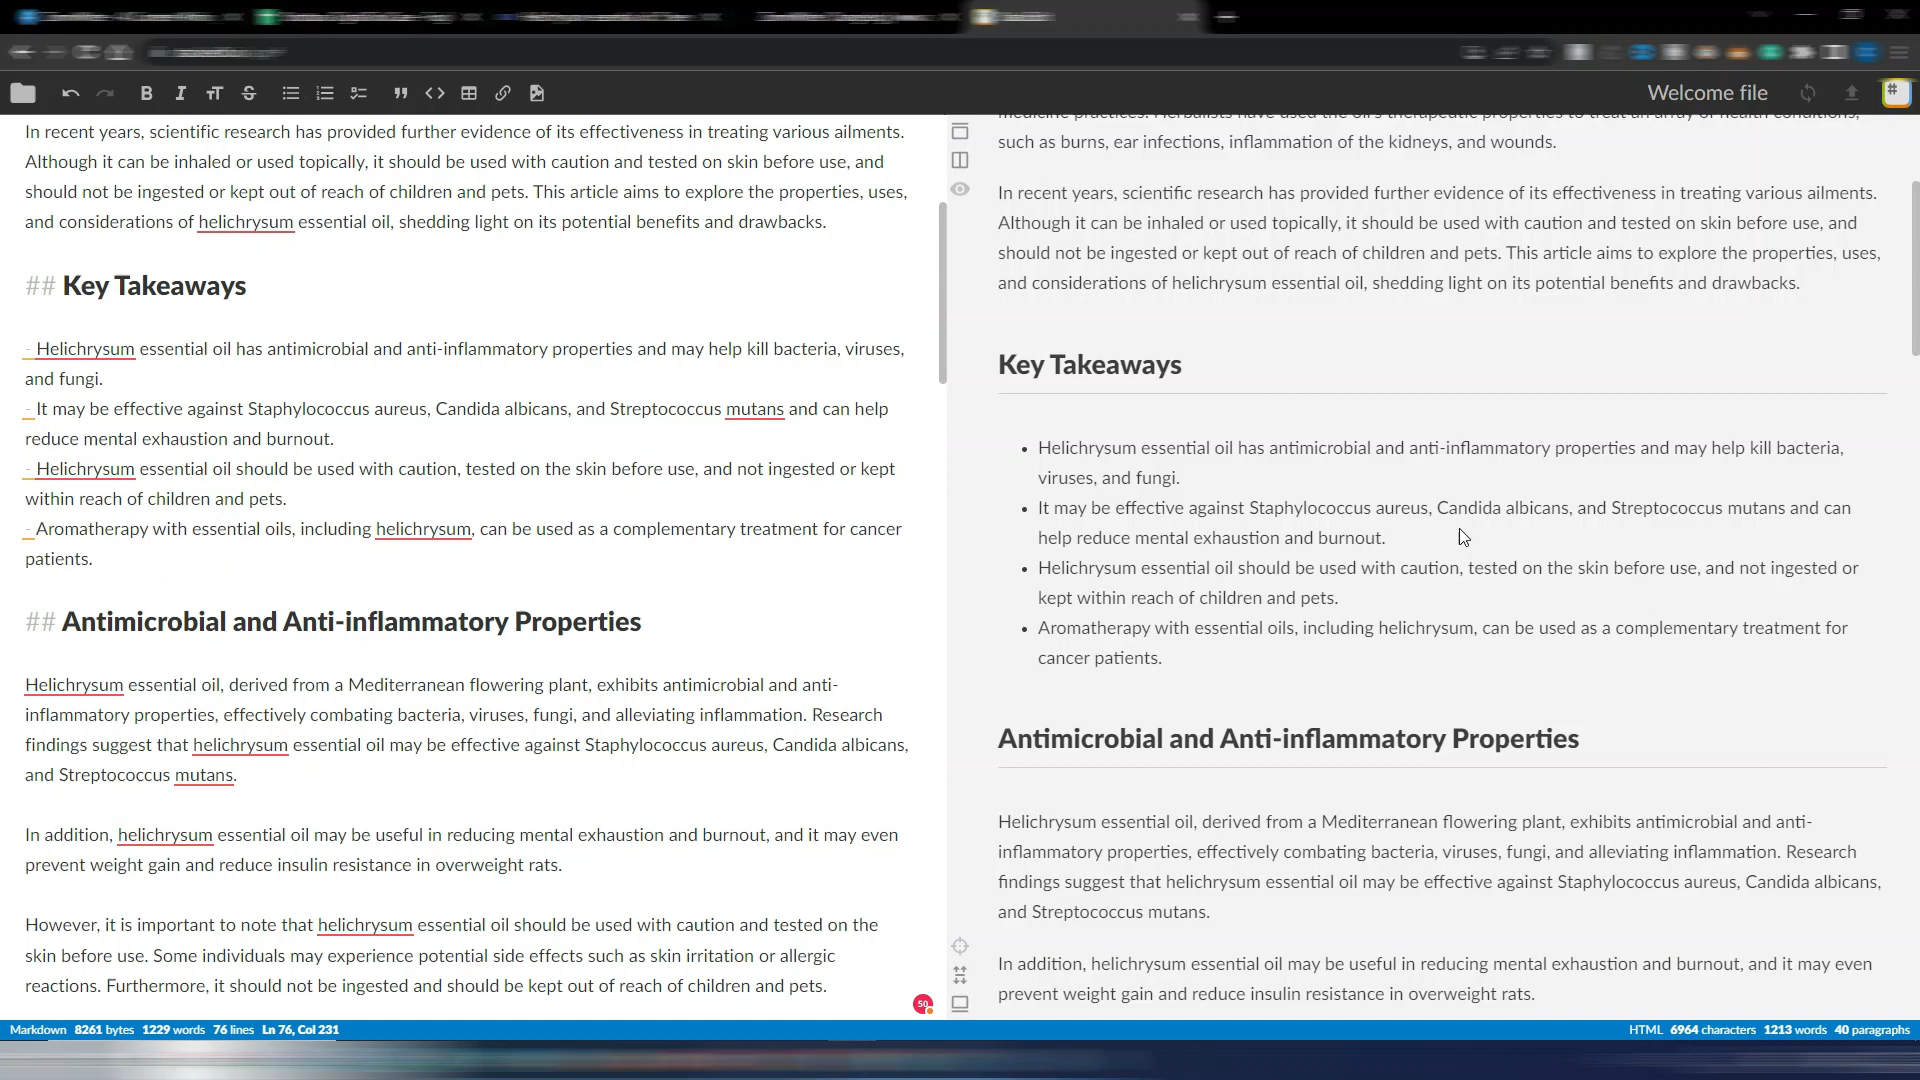 Welcome file
In recent years, scientific research has provided further evidence of its effectiveness in treating various ailments.
Although it can be inhaled or used topically, it should be used with caution and tested on skin before use, and
should not be ingested or kept out of reach of children and pets. This article aims to explore the properties, uses,
and considerations of helichrysum essential oil, shedding light on its potential benefits and drawbacks.
## Key Takeaways
- Helichrysum essential oil has antimicrobial and anti-inflammatory properties and may help kill bacteria, viruses,
and fungi.
- It may be effective against Staphylococcus aureus, Candida albicans, and Streptococcus mutans and can help
reduce mental exhaustion and burnout.
- Helichrysum essential oil should be used with caution, tested on the skin before use, and not ingested or kept
within reach of children and pets.
- Aromatherapy with essential oils, including helichrysum, can be used as a complementary treatment for cancer
patients.
## Antimicrobial and Anti-inflammatory Properties
Helichrysum essential oil, derived from a Mediterranean flowering plant, exhibits antimicrobial and anti-
inflammatory properties, effectively combating bacteria, viruses, fungi, and alleviating inflammation. Research
findings suggest that helichrysum essential oil may be effective against Staphylococcus aureus, Candida albicans,
and Streptococcus mutans.
In addition, helichrysum essential oil may be useful in reducing mental exhaustion and burnout, and it may even
prevent weight gain and reduce insulin resistance in overweight rats.
However, it is important to note that helichrysum essential oil should be used with caution and tested on the
skin before use. Some individuals may experience potential side effects such as skin irritation or allergic
reactions. Furthermore, it should not be ingested and should be kept out of reach of children and pets.
50
medicine practices. Herbalists have used the oil's therapeutic properties to treat an array of health conditions,
such as burns, ear infections, inflammation of the kidneys, and wounds.
In recent years, scientific research has provided further evidence of its effectiveness in treating various ailments.
Although it can be inhaled or used topically, it should be used with caution and tested on skin before use, and
should not be ingested or kept out of reach of children and pets. This article aims to explore the properties, uses,
and considerations of helichrysum essential oil, shedding light on its potential benefits and drawbacks.
Key Takeaways
• Helichrysum essential oil has antimicrobial and anti-inflammatory properties and may help kill bacteria,
viruses, and fungi.
• It may be effective against Staphylococcus aureus, Candida albicans, and Streptococcus mutans and can
help reduce mental exhaustion and burnout.
• Helichrysum essential oil should be used with caution, tested on the skin before use, and not ingested or
kept within reach of children and pets.
• Aromatherapy with essential oils, including helichrysum, can be used as a complementary treatment for
cancer patients.
Antimicrobial and Anti-inflammatory Properties
Helichrysum essential oil, derived from a Mediterranean flowering plant, exhibits antimicrobial and anti-
inflammatory properties, effectively combating bacteria, viruses, fungi, and alleviating inflammation. Research
findings suggest that helichrysum essential oil may be effective against Staphylococcus aureus, Candida albicans,
and Streptococcus mutans.
In addition, helichrysum essential oil may be useful in reducing mental exhaustion and burnout, and it may even
prevent weight gain and reduce insulin resistance in overweight rats.
Markdown 8261 bytes 1229 words 76 lines Ln 76, Col 231
HTML 6964 characters 1213 words 40 paragraphs